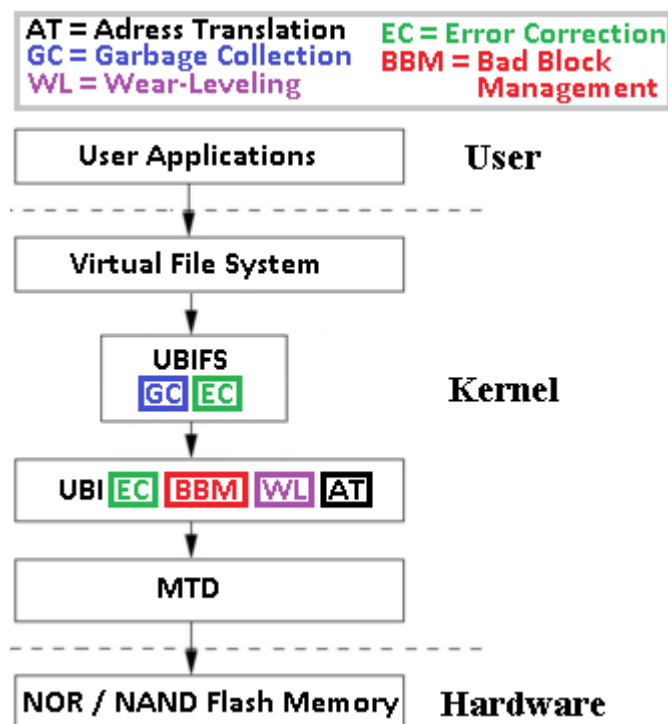 AT = Adress Translation
GC = Garbage Collection
WL = Wear-Leveling
EC = Error Correction
BBM = Bad Block
Management
User Applications
User
Virtual File System
UBIFS
GC EC
Kernel
UBI EC BBM WL AT
MTD
NOR / NAND Flash Memory
Hardware